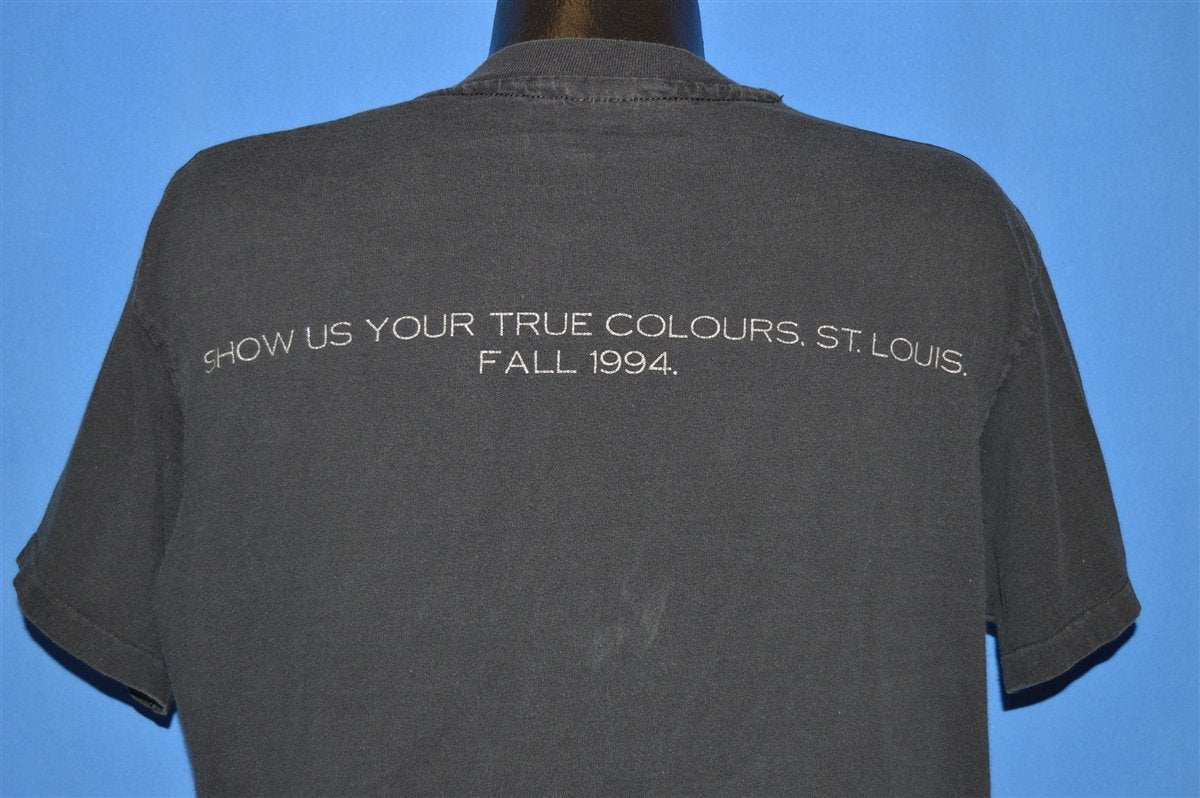 SHOW US YOUR TRUE COLOURS. ST. LOUIS.
FALL 1994.